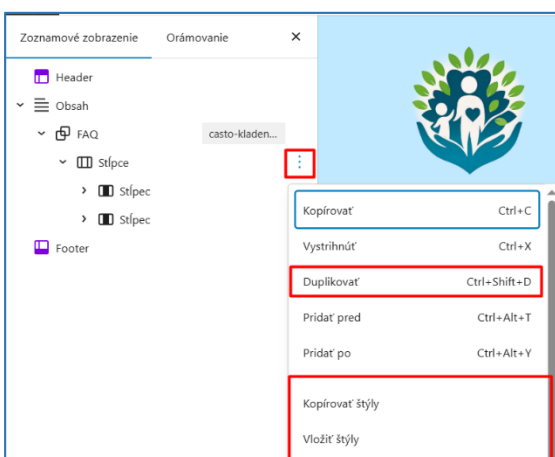 Zoznamové zobrazenie Orámovanie ×
Header
Obsah
FAQ casto-kladen...
Stĺpce
Stĺpec
Stĺpec
Footer
Kopírovať Ctrl+C
Vystrihnúť Ctrl+X
Duplikovať Ctrl+Shift+D
Pridať pred Ctrl+Alt+T
Pridať po Ctrl+Alt+Y
Kopírovať štýly
Vložiť štýly